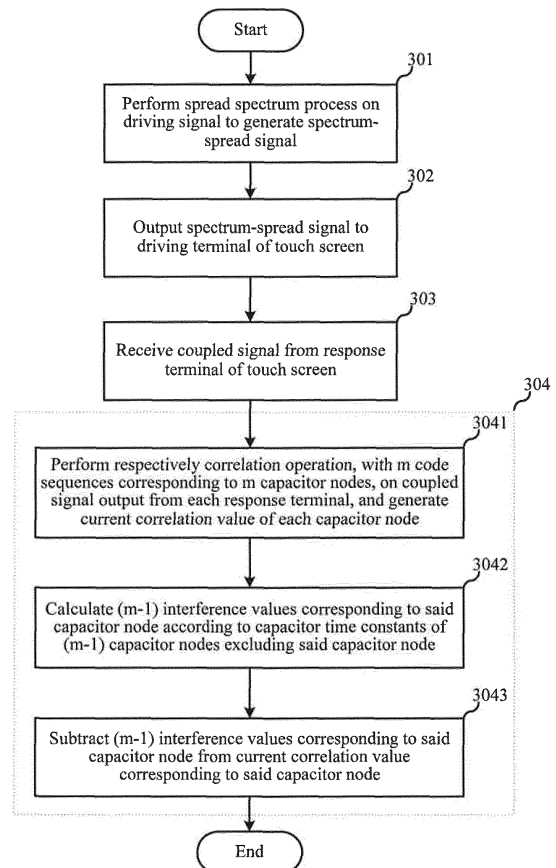 Start
301
Perform spread spectrum process on
driving signal to generate spectrum-
spread signal
302
Output spectrum-spread signal to
driving terminal of touch screen
303
Receive coupled signal from response
terminal of touch screen
304
3041
Perform respectively correlation operation, with m code
sequences corresponding to m capacitor nodes, on coupled
signal output from each response terminal, and generate
current correlation value of each capacitor node
3042
Calculate (m-1) interference values corresponding to said
capacitor node according to capacitor time constants of
(m-1) capacitor nodes excluding said capacitor node
3043
Subtract (m-1) interference values corresponding to said
capacitor node from current correlation value
corresponding to said capacitor node
End